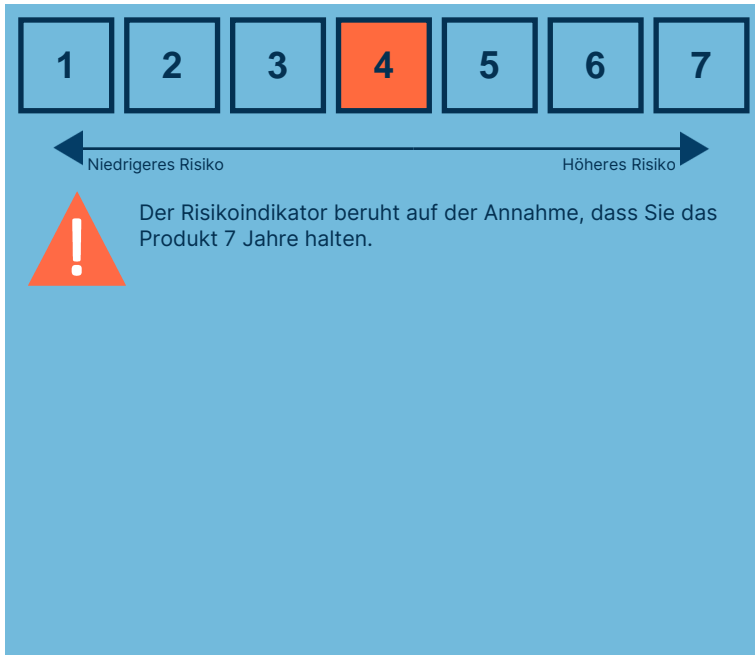 1 2 3 4 5 6 7
Niedrigeres Risiko Höheres Risiko
Der Risikoindikator beruht auf der Annahme, dass Sie das
Produkt 7 Jahre halten.